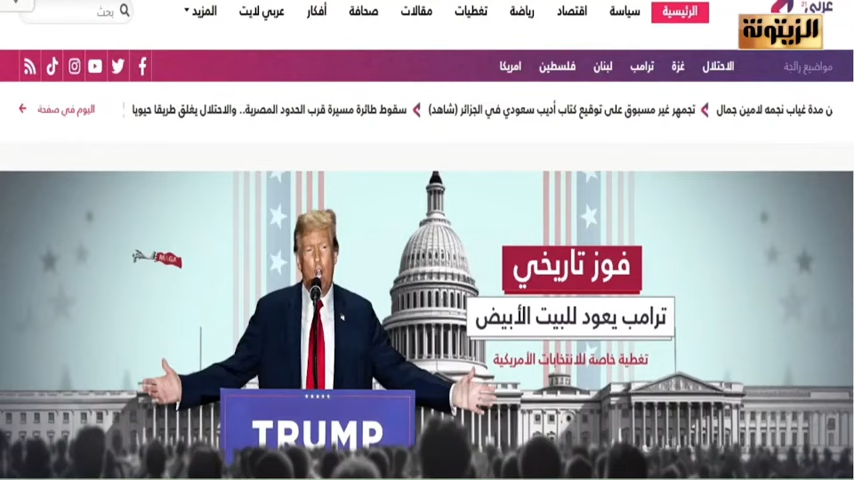 عربي21
الزيتونة
الرئيسية سياسة اقتصاد رياضة تغطيات مقالات صحافة أفكار عربي لايت المزيد
بحث
مواضيع رائجة الاحتلال غزة ترامب لبنان فلسطين امريكا
ن مدة غياب نجمه لامين جمال تجمهر غير مسبوق على توقيع كتاب أديب سعودي في الجزائر (شاهد) سقوط طائرة مسيرة قرب الحدود المصرية.. والاحتلال يغلق طريقا حيويا
اليوم في صفحة
MAGA
فوز تاريخي
ترامب يعود للبيت الأبيض
تغطية خاصة للانتخابات الأمريكية
TRUMP